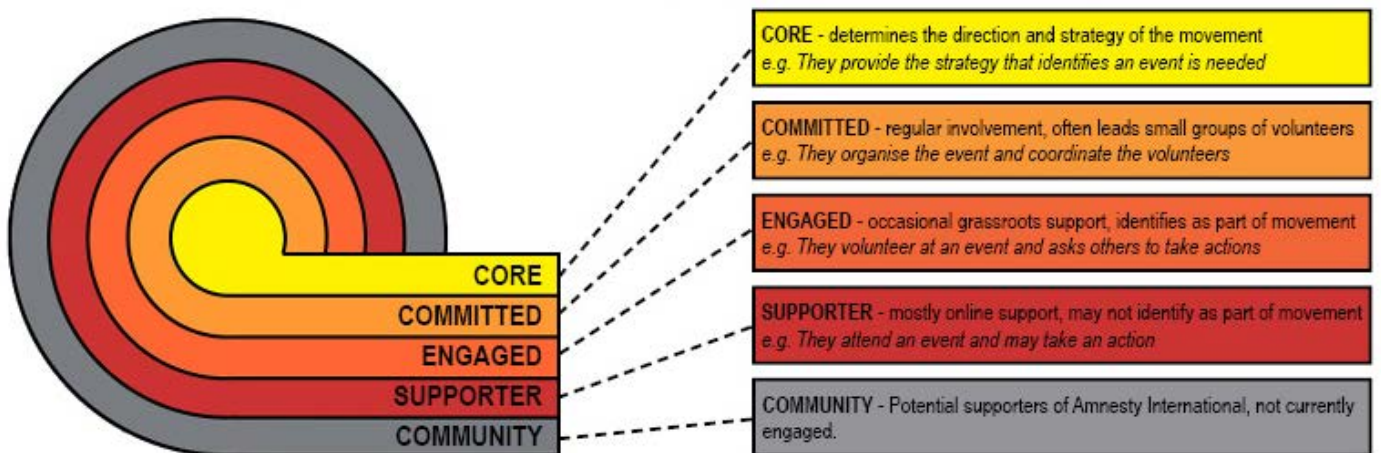 CORE
COMMITTED
ENGAGED
SUPPORTER
COMMUNITY
CORE - determines the direction and strategy of the movement
e.g. They provide the strategy that identifies an event is needed
COMMITTED - regular involvement, often leads small groups of volunteers
e.g. They organise the event and coordinate the volunteers
ENGAGED - occasional grassroots support, identifies as part of movement
e.g. They volunteer at an event and asks others to take actions
SUPPORTER - mostly online support, may not identify as part of movement
e.g. They attend an event and may take an action
COMMUNITY - Potential supporters of Amnesty International, not currently
engaged.